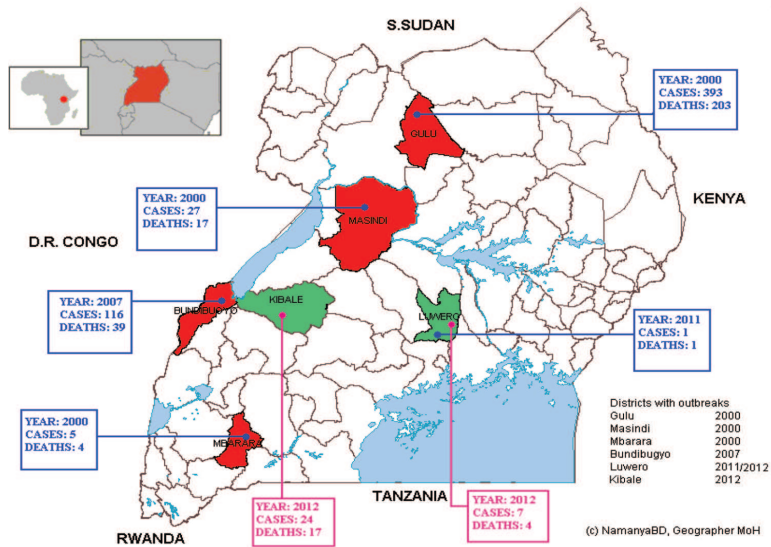 S.SUDAN
YEAR: 2000
CASES: 393
DEATHS: 203
GULU
YEAR: 2000
CASES: 27
DEATHS: 17
MASINDI
KENYA
D.R. CONGO
YEAR: 2007
CASES: 116
DEATHS: 39
BUNDIBUGYO
KIBALE
LUWERO
YEAR: 2011
CASES: 1
DEATHS: 1
YEAR: 2000
CASES: 5
DEATHS: 4
MBARARA
Districts with outbreaks
Gulu 2000
Masindi 2000
Mbarara 2000
Bundibugyo 2007
Luwero 2011/2012
Kibale 2012
YEAR: 2012
CASES: 24
DEATHS: 17
TANZANIA
YEAR: 2012
CASES: 7
DEATHS: 4
RWANDA
(c) NamanyaBD, Geographer MoH